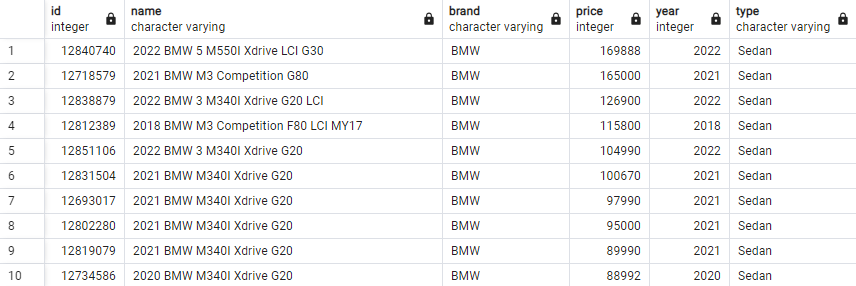 id name brand price year type
integer character varying character varying integer integer character varying
1 12840740 2022 BMW 5 M550I Xdrive LCI G30 BMW 169888 2022 Sedan
2 12718579 2021 BMW M3 Competition G80 BMW 165000 2021 Sedan
3 12838879 2022 BMW 3 M340I Xdrive G20 LCI BMW 126900 2022 Sedan
4 12812389 2018 BMW M3 Competition F80 LCI MY17 BMW 115800 2018 Sedan
5 12851106 2022 BMW 3 M340I Xdrive G20 BMW 104990 2022 Sedan
6 12831504 2021 BMW M340I Xdrive G20 BMW 100670 2021 Sedan
7 12693017 2021 BMW M340I Xdrive G20 BMW 97990 2021 Sedan
8 12802280 2021 BMW M340I Xdrive G20 BMW 95000 2021 Sedan
9 12819079 2021 BMW M340I Xdrive G20 BMW 89990 2021 Sedan
10 12734586 2020 BMW M340I Xdrive G20 BMW 88992 2020 Sedan